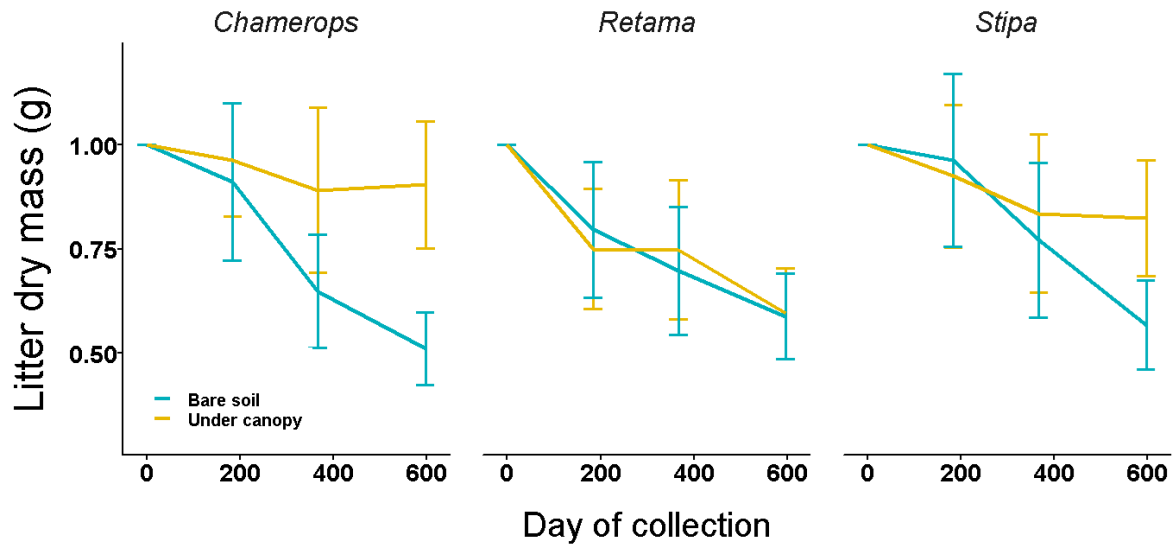 Chamerops Retama Stipa
Litter dry mass (g)
1.00
0.75
0.50
Bare soil
Under canopy
0 200 400 600 0 200 400 600 0 200 400 600
Day of collection